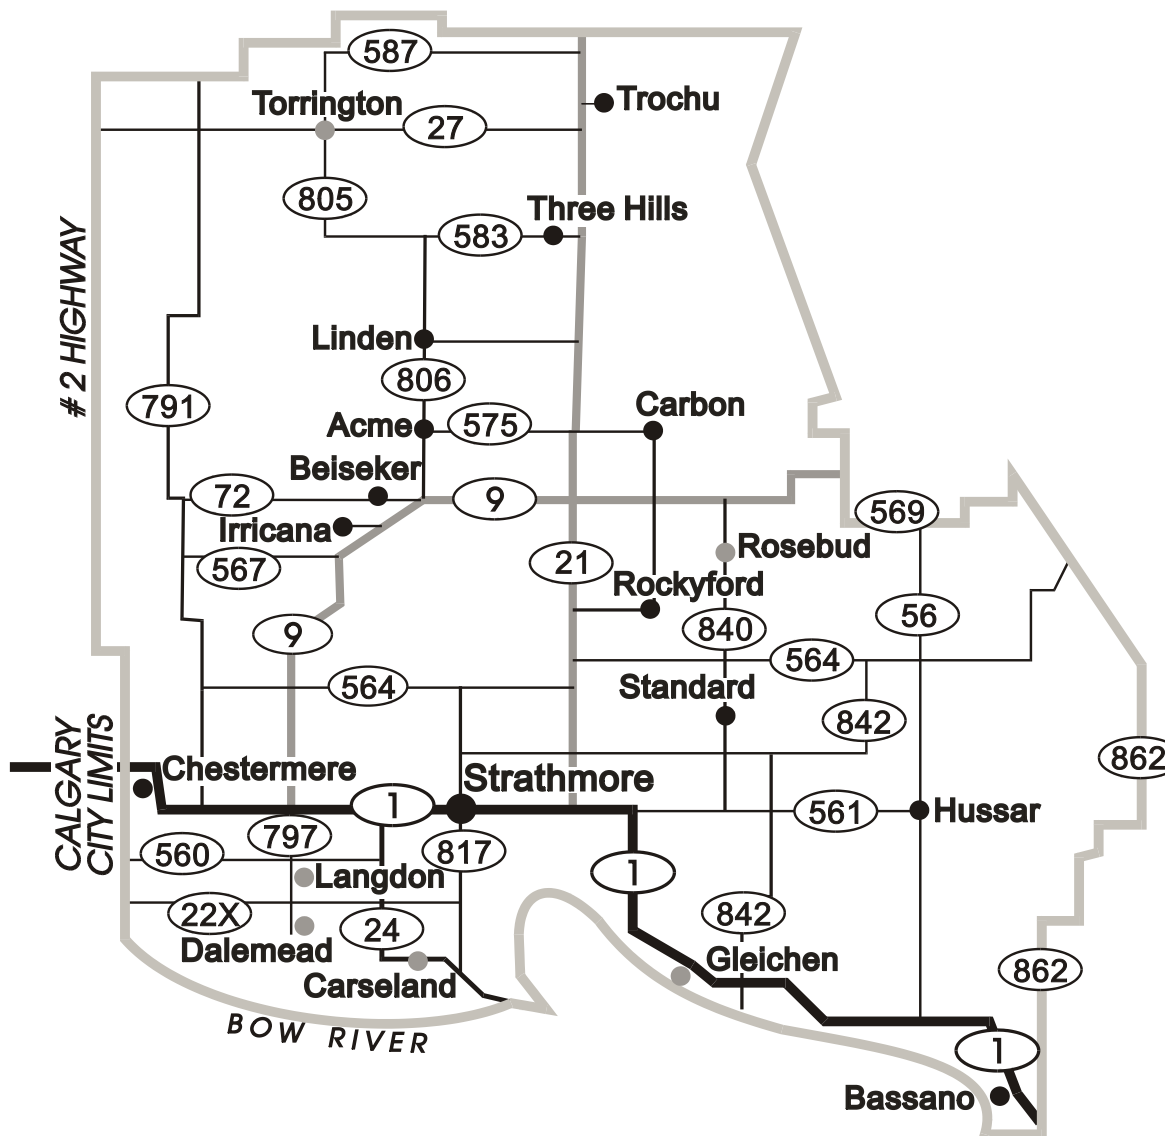 587
Torrington
Trochu
27
805
Three Hills
583
# 2 HIGHWAY
Linden
806
791
Carbon
Acme
575
Beiseker
72
9
569
Irricana
Rosebud
567
21
Rockyford
56
9
840
564
564
Standard
842
862
CALGARY
CITY LIMITS
Chestermere
Strathmore
1
561
Hussar
797
817
560
Langdon
1
22X
842
24
Dalemead
Gleichen
862
Carseland
BOW RIVER
1
Bassano